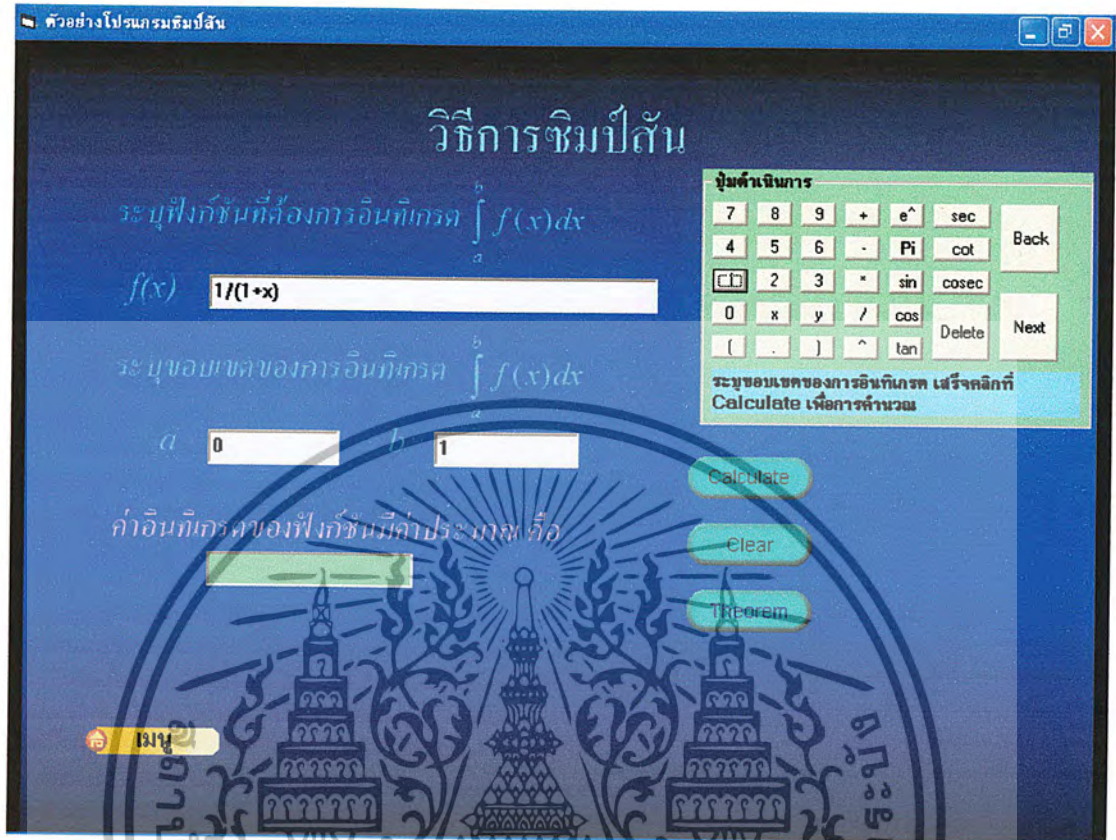 ตัวอย่างโปรแกรมซิมป์สัน
วิธีการซิมป์สัน
ระบุฟังก์ชันที่ต้องการอินทิเกรต ∫ f(x)dx
b
a
f(x) 1/(1+x)
ระบุขอบเขตของการอินทิเกรต ∫ f(x)dx
b
a
a 0 b 1
ค่าอินทิเกรตของฟังก์ชันมีค่าประมาณ คือ
เมนู
ปุ่มดำเนินการ
7 8 9 + e^ sec
4 5 6 - Pi cot
2 3 * sin cosec
0 x y / cos
( . ) ^ tan
Delete
Back
Next
ระบุขอบเขตของการอินทิเกรต เสร็จคลิกที่
Calculate เพื่อการคำนวณ
Calculate
Clear
Theorem